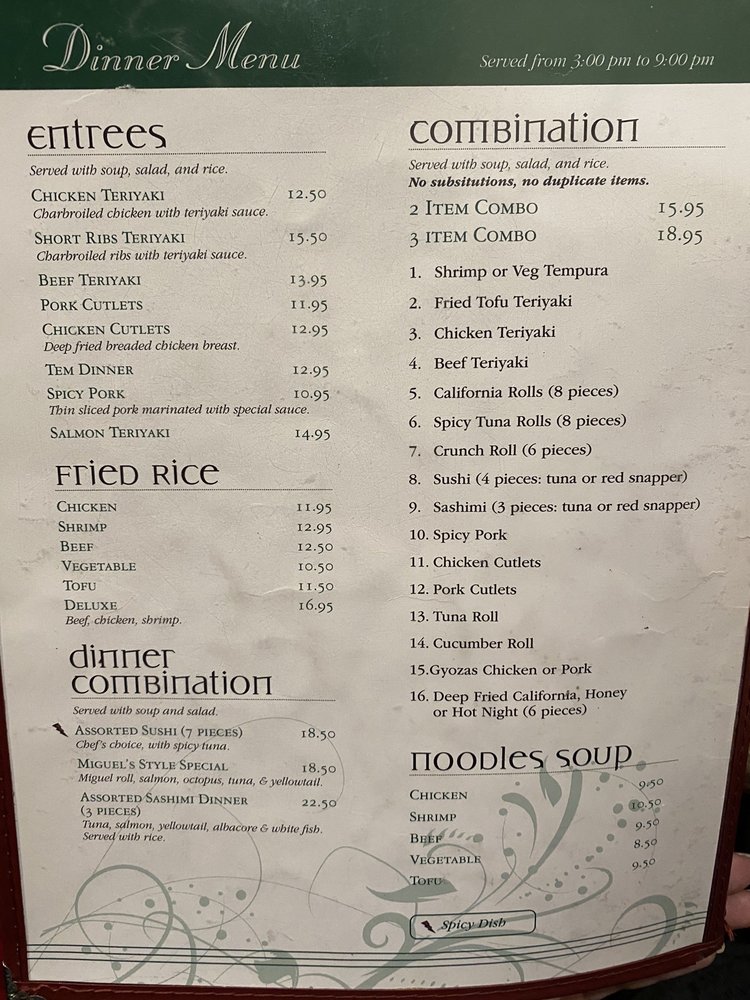 Dinner Menu
Served from 3:00 pm to 9:00 pm
entrees
Served with soup, salad, and rice.
Chicken Teriyaki 12.50
Charbroiled chicken with teriyaki sauce.
Short Ribs Teriyaki 15.50
Charbroiled ribs with teriyaki sauce.
Beef Teriyaki 13.95
Pork Cutlets 11.95
Chicken Cutlets 12.95
Deep fried breaded chicken breast.
Tem Dinner 12.95
Spicy Pork 10.95
Thin sliced pork marinated with special sauce.
Salmon Teriyaki 14.95
Fried Rice
Chicken 11.95
Shrimp 12.95
Beef 12.50
Vegetable 10.50
Tofu 11.50
Deluxe 16.95
Beef, chicken, shrimp.
dinner
combination
Served with soup and salad.
Assorted Sushi (7 pieces) 18.50
Chef's choice, with spicy tuna.
Miguel's Style Special 18.50
Miguel roll, salmon, octopus, tuna, & yellowtail.
Assorted Sashimi Dinner 22.50
(3 pieces)
Tuna, salmon, yellowtail, albacore & white fish.
Served with rice.
combination
Served with soup, salad, and rice.
No subsitutions, no duplicate items.
2 Item Combo 15.95
3 item Combo 18.95
1. Shrimp or Veg Tempura
2. Fried Tofu Teriyaki
3. Chicken Teriyaki
4. Beef Teriyaki
5. California Rolls (8 pieces)
6. Spicy Tuna Rolls (8 pieces)
7. Crunch Roll (6 pieces)
8. Sushi (4 pieces: tuna or red snapper)
9. Sashimi (3 pieces: tuna or red snapper)
10. Spicy Pork
11. Chicken Cutlets
12. Pork Cutlets
13. Tuna Roll
14. Cucumber Roll
15.Gyozas Chicken or Pork
16. Deep Fried California, Honey
or Hot Night (6 pieces)
noodles soup
Chicken 9.50
Shrimp 10.50
Beef 9.50
Vegetable 8.50
Tofu 9.50
Spicy Dish